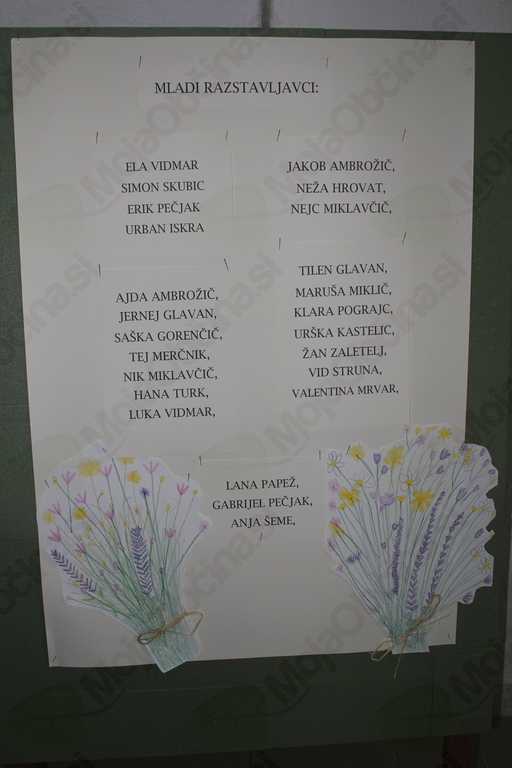 MLADI RAZSTAVLJAVCI:
ELA VIDMAR
SIMON SKUBIC
ERIK PEČJAK
URBAN ISKRA
JAKOB AMBROŽIČ,
NEŽA HROVAT,
NEJC MIKLAVČIČ,
AJDA AMBROŽIČ,
JERNEJ GLAVAN,
SAŠKA GORENČIČ,
TEJ MERČNIK,
NIK MIKLAVČIČ,
HANA TURK,
LUKA VIDMAR,
TILEN GLAVAN,
MARUŠA MIKLIČ,
KLARA POGRAJC,
URŠKA KASTELIC,
ŽAN ZALETELJ,
VID STRUNA,
VALENTINA MRVAR,
LANA PAPEŽ,
GABRIJEL PEČJAK,
ANJA ŠEME,
MojaObčina.si